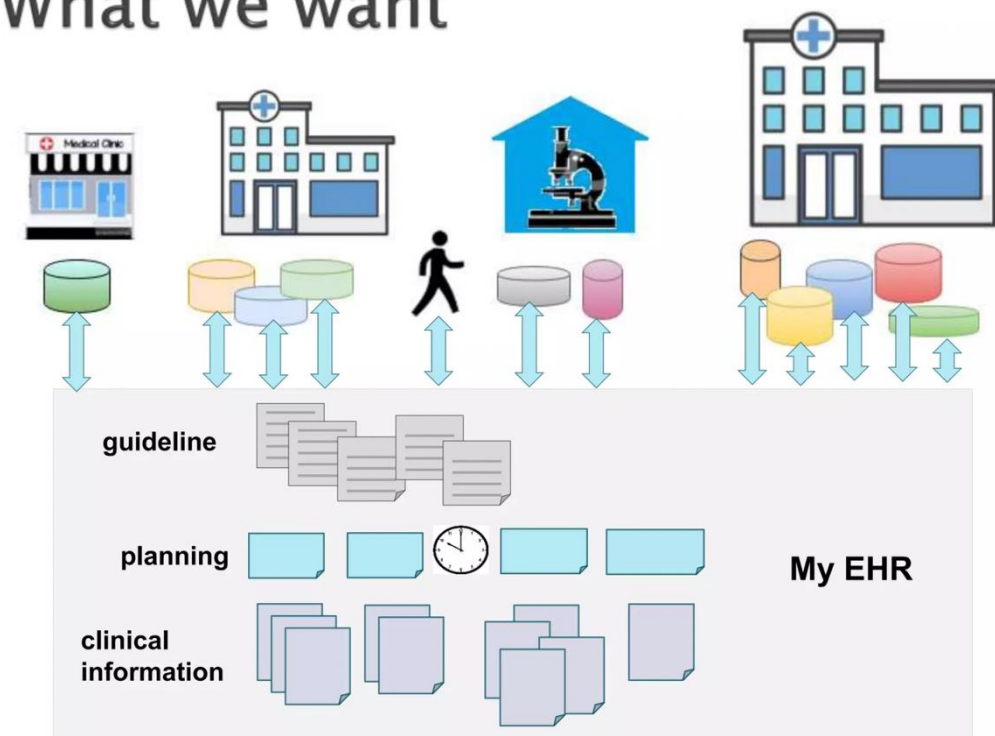 What we want
Medical Clinic
guideline
planning
My EHR
clinical
information